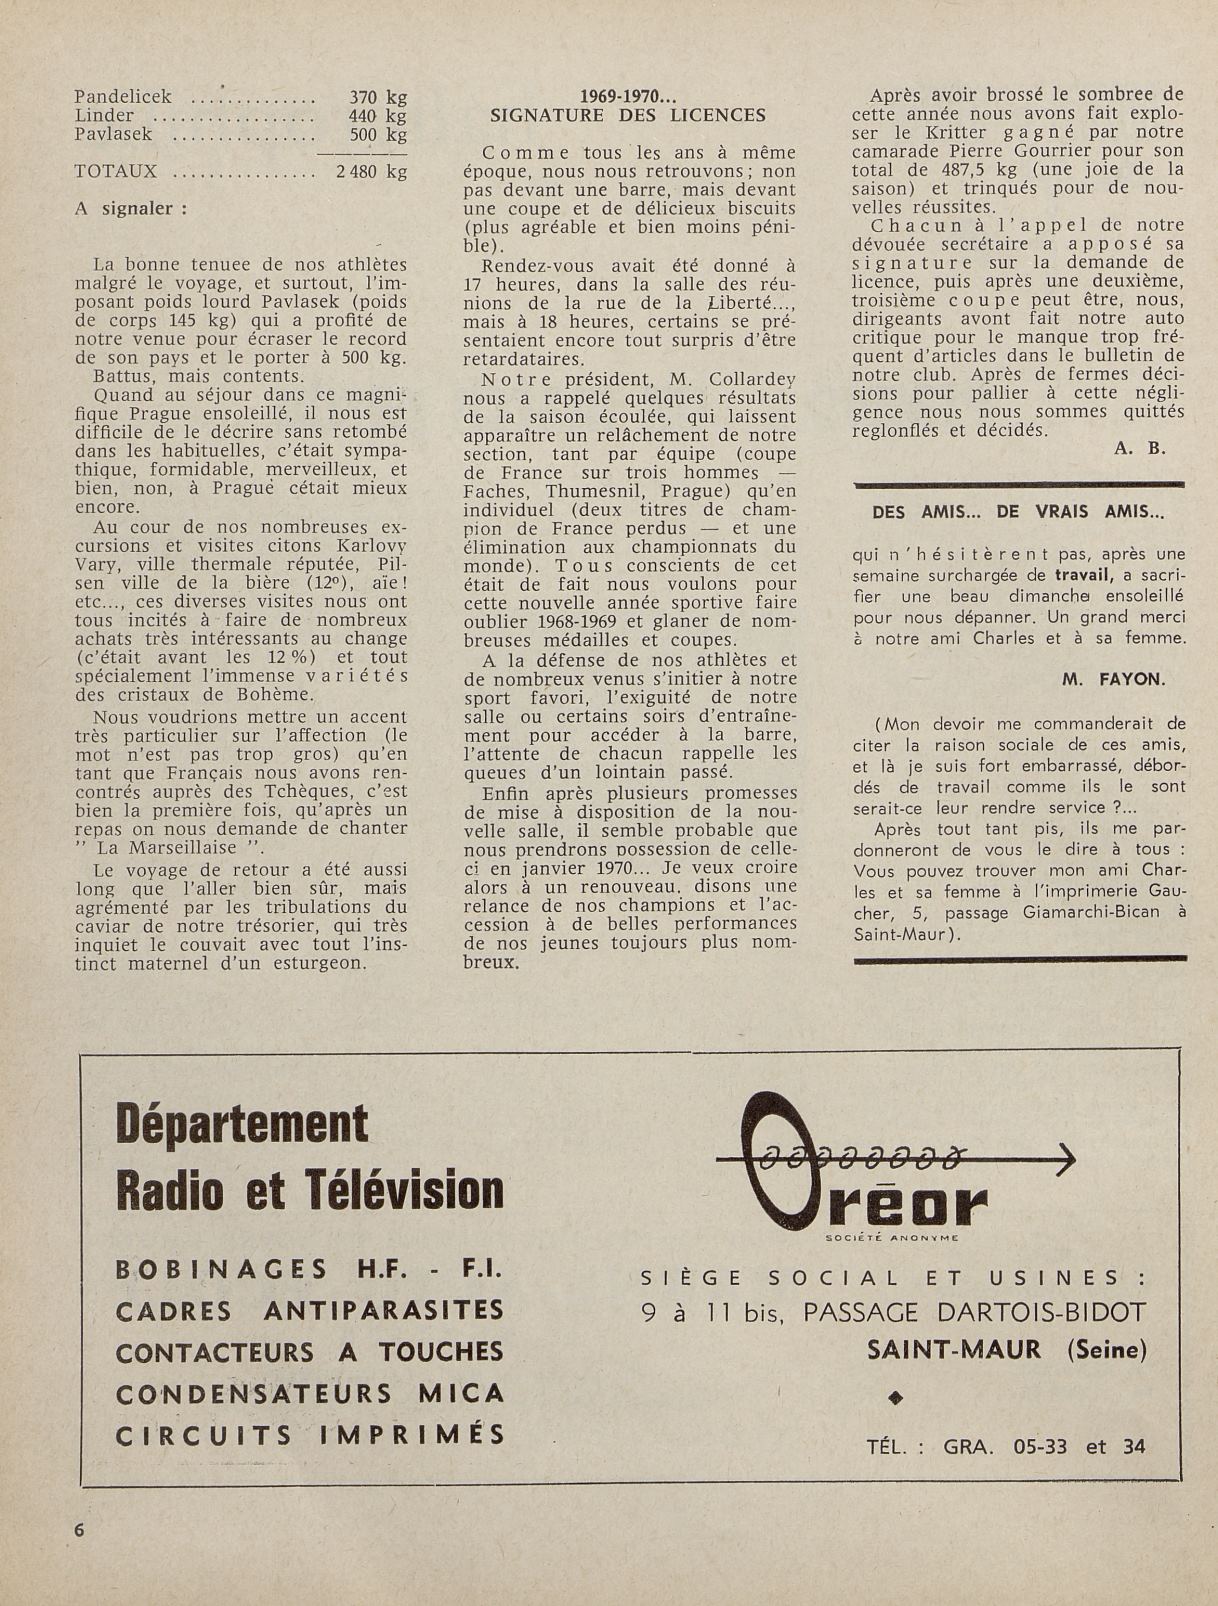 Pandelicek .............. 370 kg
Linder .................. 440 kg
Pavlasek ................ 500 kg
TOTAUX ................ 2 480 kg
A signaler :
La bonne tenuee de nos athlètes
malgré le voyage, et surtout, l'im-
posant poids lourd Pavlasek (poids
de corps 145 kg) qui a profité de
notre venue pour écraser le record
de son pays et le porter à 500 kg.
Battus, mais contents.
Quand au séjour dans ce magni-
fique Prague ensoleillé, il nous est
difficile de le décrire sans retombé
dans les habituelles, c'était sympa-
thique, formidable, merveilleux, et
bien, non, à Prague cétait mieux
encore.
Au cour de nos nombreuses ex-
cursions et visites citons Karlovy
Vary, ville thermale réputée, Pil-
sen ville de la bière (12º), aïe !
etc..., ces diverses visites nous ont
tous incités à faire de nombreux
achats très intéressants au change
(c'était avant les 12 %) et tout
spécialement l'immense variétés
des cristaux de Bohème.
Nous voudrions mettre un accent
très particulier sur l'affection (le
mot n'est pas trop gros) qu'en
tant que Français nous avons ren-
contrés auprès des Tchèques, c'est
bien la première fois, qu'après un
repas on nous demande de chanter
" La Marseillaise ".
Le voyage de retour a été aussi
long que l'aller bien sûr, mais
agrémenté par les tribulations du
caviar de notre trésorier, qui très
inquiet le couvait avec tout l'ins-
tinct maternel d'un esturgeon.
1969-1970...
SIGNATURE DES LICENCES
Comme tous les ans à même
époque, nous nous retrouvons ; non
pas devant une barre, mais devant
une coupe et de délicieux biscuits
(plus agréable et bien moins péni-
ble).
Rendez-vous avait été donné à
17 heures, dans la salle des réu-
nions de la rue de la Liberté...,
mais à 18 heures, certains se pré-
sentaient encore tout surpris d'être
retardataires.
Notre président, M. Collardey
nous a rappelé quelques résultats
de la saison écoulée, qui laissent
apparaître un relâchement de notre
section, tant par équipe (coupe
de France sur trois hommes —
Faches, Thumesnil, Prague) qu'en
individuel (deux titres de cham-
pion de France perdus — et une
élimination aux championnats du
monde). Tous conscients de cet
était de fait nous voulons pour
cette nouvelle année sportive faire
oublier 1968-1969 et glaner de nom-
breuses médailles et coupes.
A la défense de nos athlètes et
de nombreux venus s'initier à notre
sport favori, l'exiguité de notre
salle ou certains soirs d'entraîne-
ment pour accéder à la barre,
l'attente de chacun rappelle les
queues d'un lointain passé.
Enfin après plusieurs promesses
de mise à disposition de la nou-
velle salle, il semble probable que
nous prendrons possession de celle-
ci en janvier 1970... Je veux croire
alors à un renouveau, disons une
relance de nos champions et l'ac-
cession à de belles performances
de nos jeunes toujours plus nom-
breux.
Après avoir brossé le sombree de
cette année nous avons fait explo-
ser le Kritter gagné par notre
camarade Pierre Gourrier pour son
total de 487,5 kg (une joie de la
saison) et trinqués pour de nou-
velles réussites.
Chacun à l'appel de notre
dévouée secrétaire a apposé sa
signature sur la demande de
licence, puis après une deuxième,
troisième coupe peut être, nous,
dirigeants avont fait notre auto
critique pour le manque trop fré-
quent d'articles dans le bulletin de
notre club. Après de fermes déci-
sions pour pallier à cette négli-
gence nous nous sommes quittés
reglonflés et décidés.
A. B.
DES AMIS... DE VRAIS AMIS...
qui n'hésitèrent pas, après une
semaine surchargée de travail, a sacri-
fier une beau dimanche ensoleillé
pour nous dépanner. Un grand merci
à notre ami Charles et à sa femme.
M. FAYON.
(Mon devoir me commanderait de
citer la raison sociale de ces amis,
et là je suis fort embarrassé, débor-
dés de travail comme ils le sont
serait-ce leur rendre service ?...
Après tout tant pis, ils me par-
donneront de vous le dire à tous :
Vous pouvez trouver mon ami Char-
les et sa femme à l'imprimerie Gau-
cher, 5, passage Giamarchi-Bican à
Saint-Maur).
Département
Radio et Télévision
BOBINAGES H.F. - F.I.
CADRES ANTIPARASITES
CONTACTEURS A TOUCHES
CONDENSATEURS MICA
CIRCUITS IMPRIMÉS
Oréor
SOCIÉTÉ ANONYME
SIÈGE SOCIAL ET USINES :
9 à 11 bis, PASSAGE DARTOIS-BIDOT
SAINT-MAUR (Seine)
TÉL. : GRA. 05-33 et 34
6